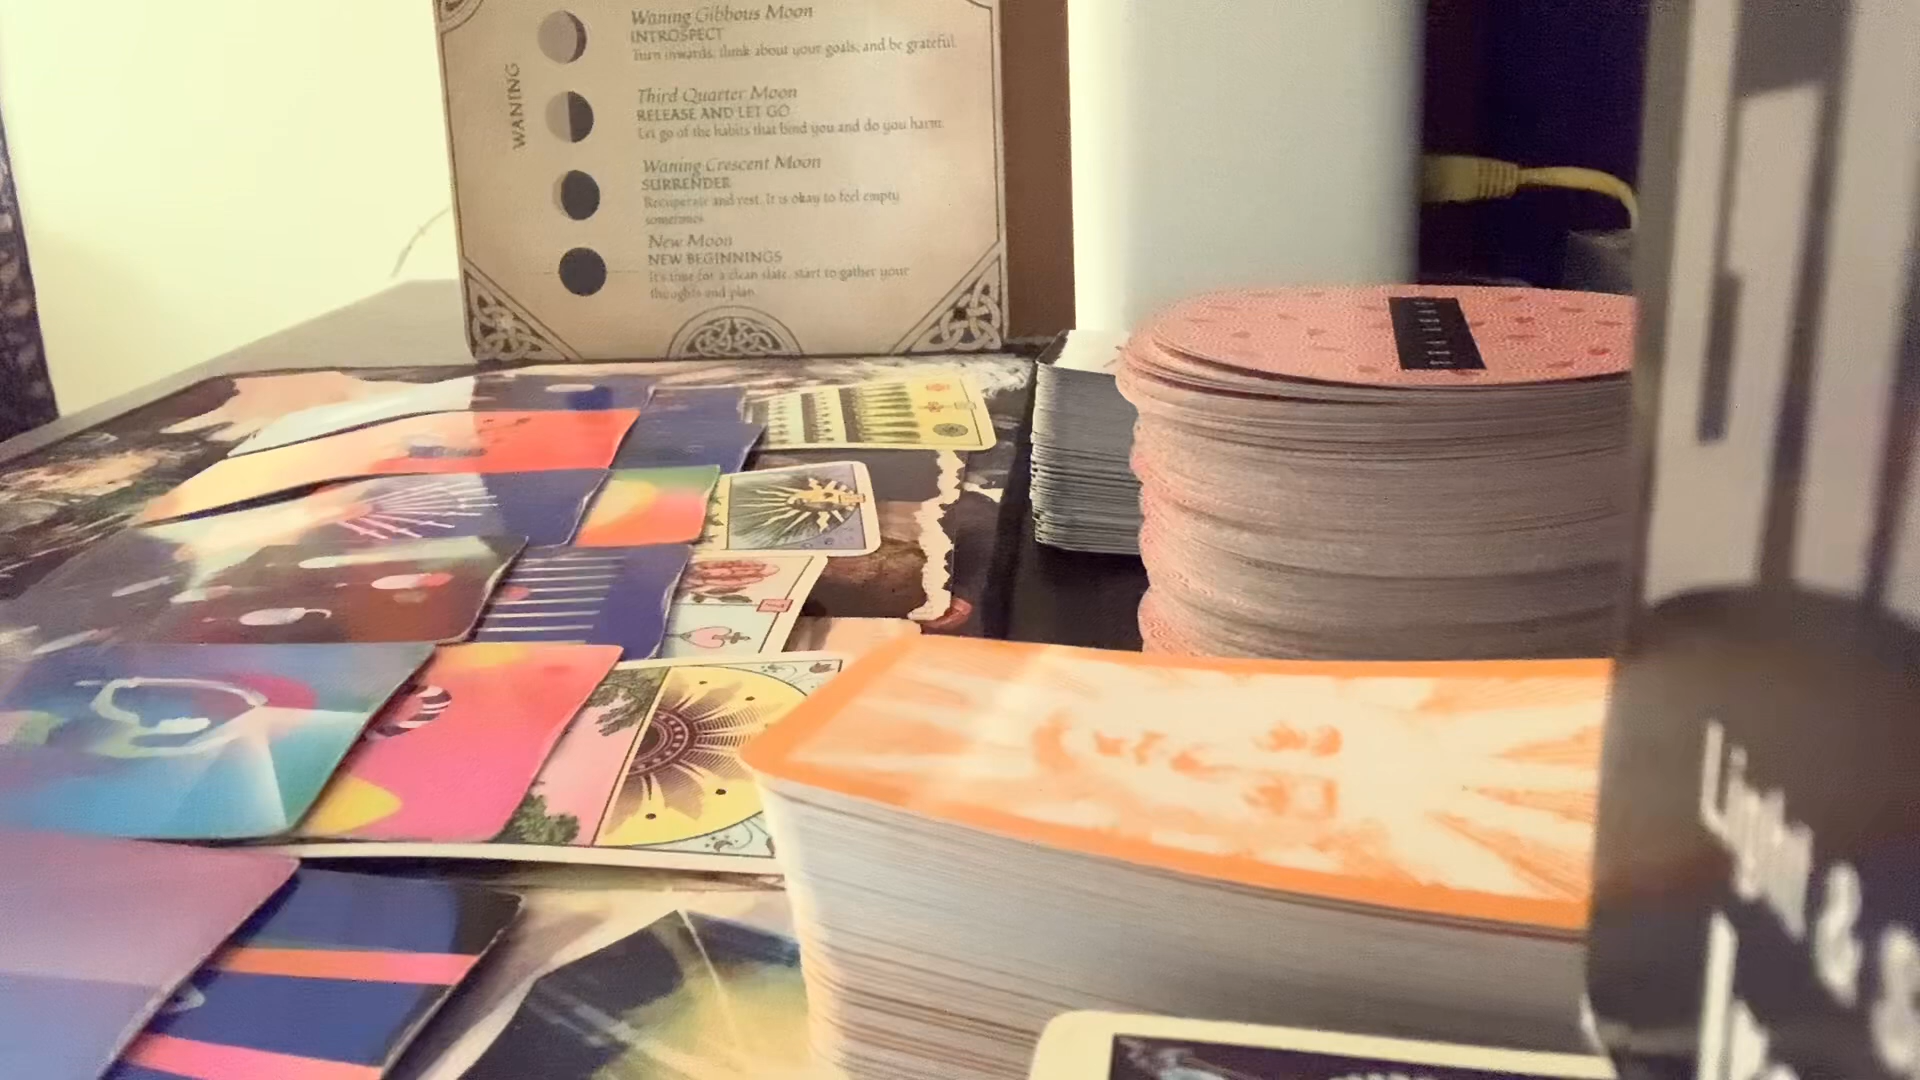 WANING
Waning Gibbous Moon
INTROSPECT
Turn inwards, think about your goals, and be grateful.
Third Quarter Moon
RELEASE AND LET GO
Let go of the habits that bind you and do you harm.
Waning Crescent Moon
SURRENDER
Recuperate and rest. It is okay to feel empty
sometimes.
New Moon
NEW BEGINNINGS
It's time for a clean slate, start to gather your
thoughts and plan.